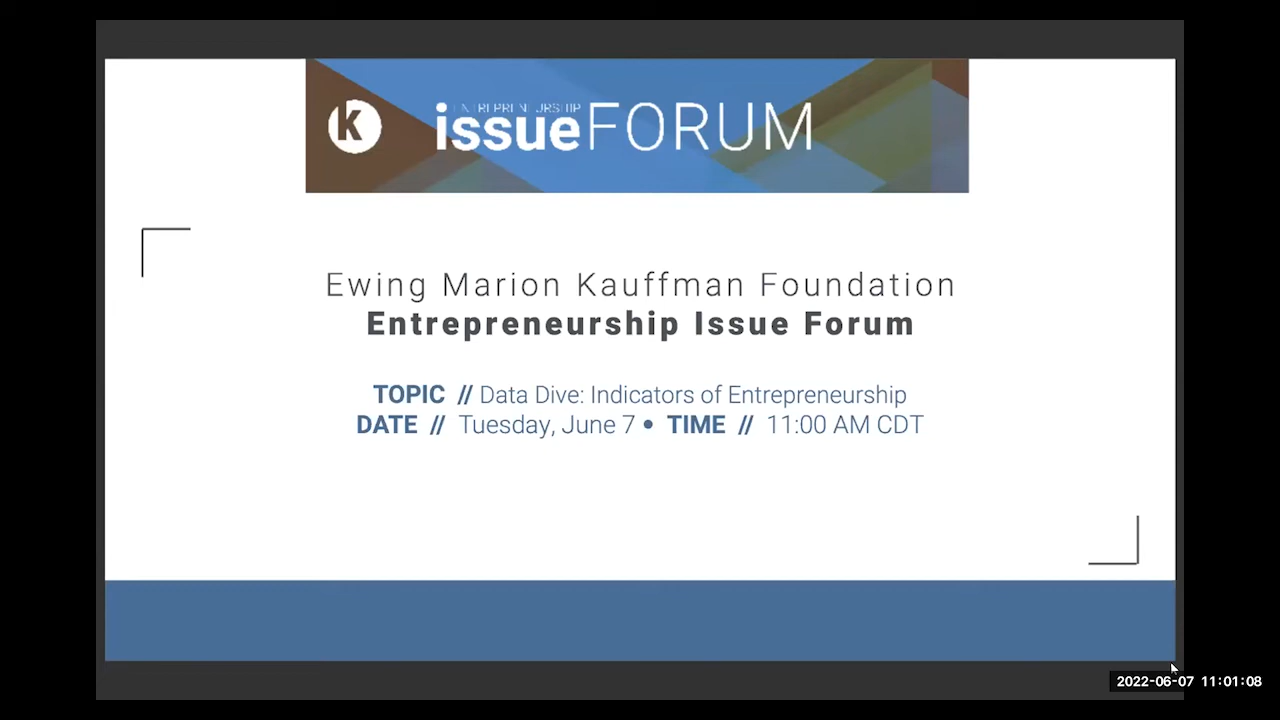 K
ENTREPRENEURSHIP
issueFORUM
Ewing Marion Kauffman Foundation
Entrepreneurship Issue Forum
TOPIC // Data Dive: Indicators of Entrepreneurship
DATE // Tuesday, June 7 • TIME // 11:00 AM CDT
2022-06-07 11:01:08